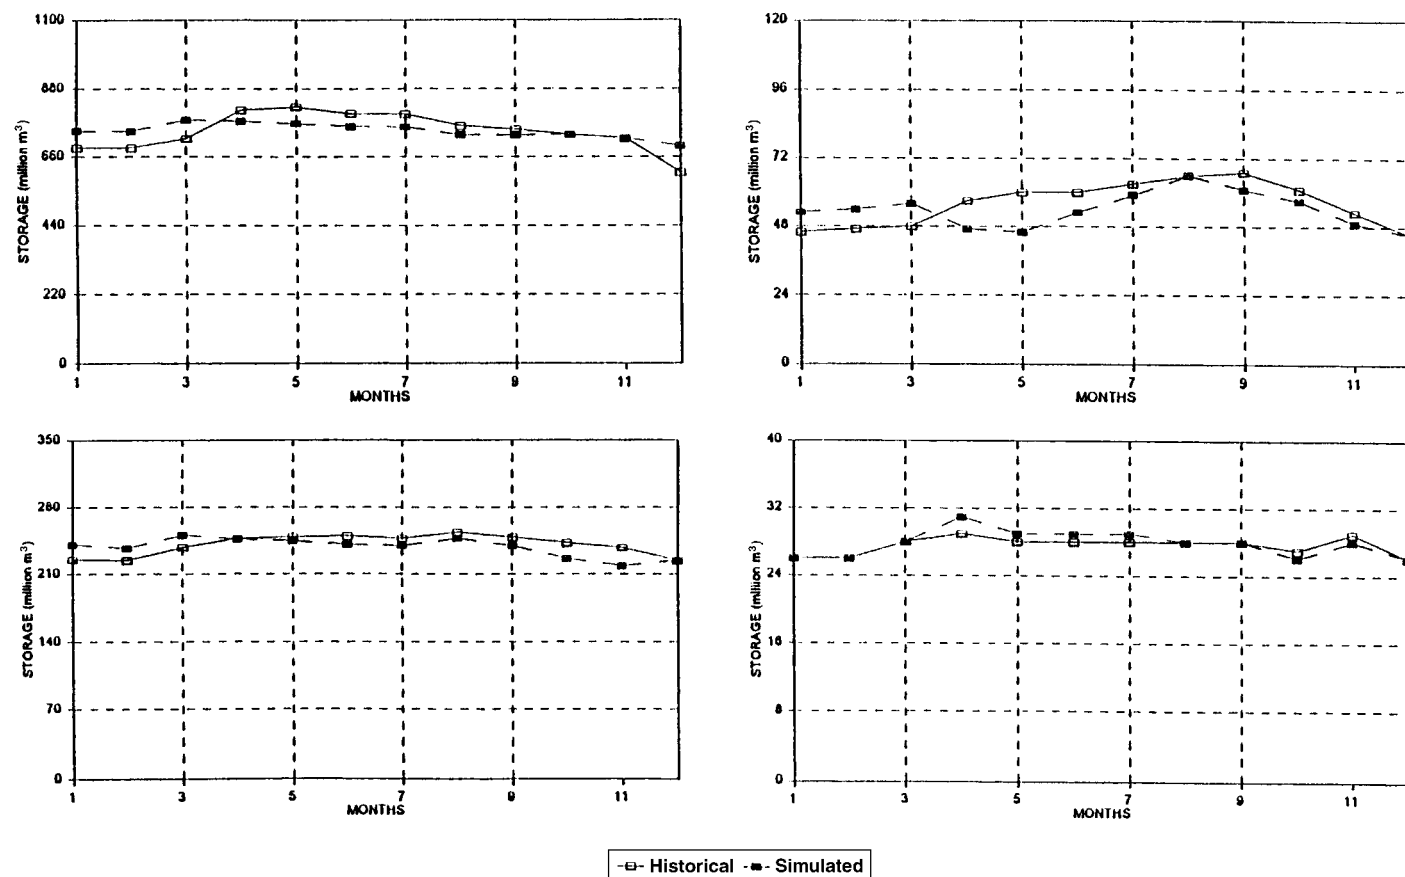 1100
880
660
440
220
0
STORAGE (million m3)
1 3 5 7 9 11
MONTHS
120
96
72
48
24
0
STORAGE (million m3)
1 3 5 7 9 11
MONTHS
350
280
210
140
70
0
STORAGE (million m3)
1 3 5 7 9 11
MONTHS
40
32
24
16
8
0
STORAGE (million m3)
1 3 5 7 9 11
MONTHS
Historical Simulated